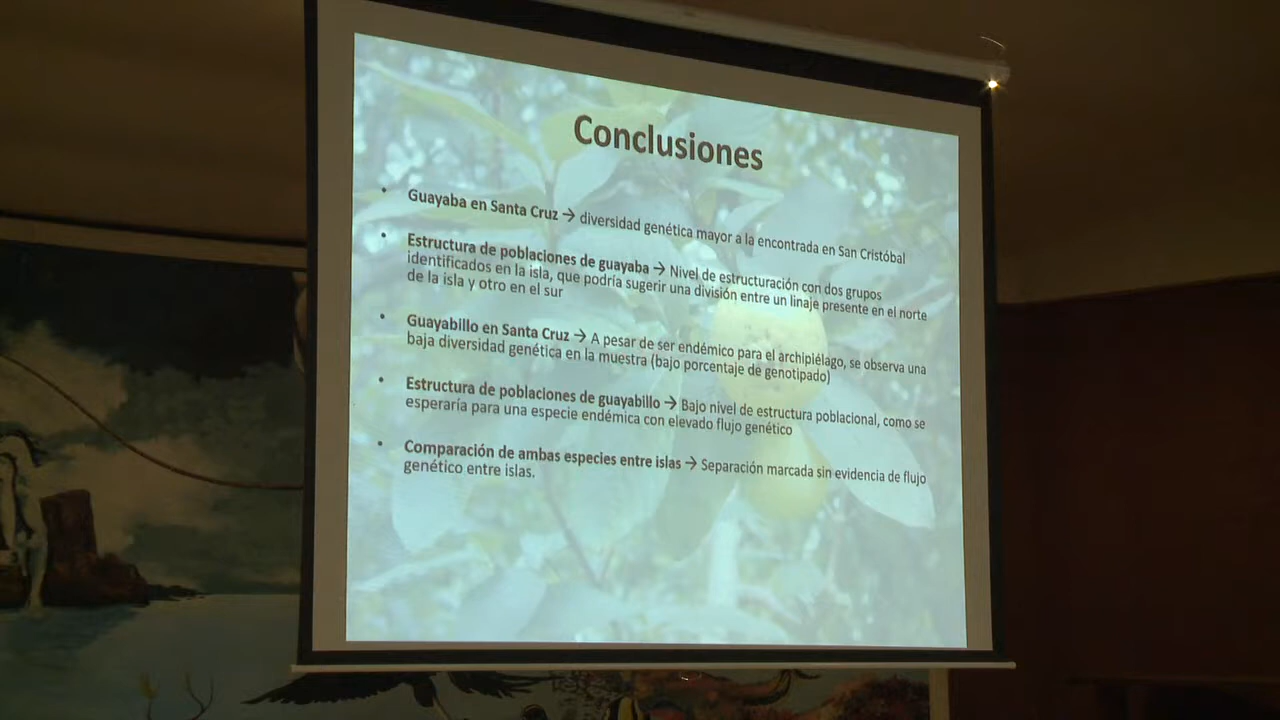 Conclusiones
• Guayaba en Santa Cruz → diversidad genética mayor a la encontrada en San Cristóbal
• Estructura de poblaciones de guayaba → Nivel de estructuración con dos grupos
identificados en la isla, que podría sugerir una división entre un linaje presente en el norte
de la isla y otro en el sur
• Guayabillo en Santa Cruz → A pesar de ser endémico para el archipiélago, se observa una
baja diversidad genética en la muestra (bajo porcentaje de genotipado)
• Estructura de poblaciones de guayabillo → Bajo nivel de estructura poblacional, como se
esperaría para una especie endémica con elevado flujo genético
• Comparación de ambas especies entre islas → Separación marcada sin evidencia de flujo
genético entre islas.